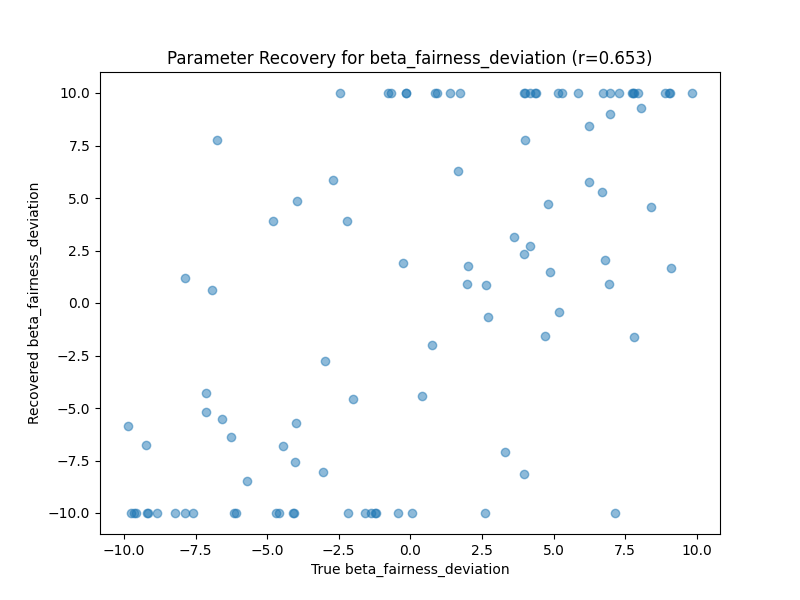 Parameter Recovery for beta_fairness_deviation (r=0.653)
Recovered beta_fairness_deviation
10.0
7.5
5.0
2.5
0.0
−2.5
−5.0
−7.5
−10.0
−10.0 −7.5 −5.0 −2.5 0.0 2.5 5.0 7.5 10.0
True beta_fairness_deviation